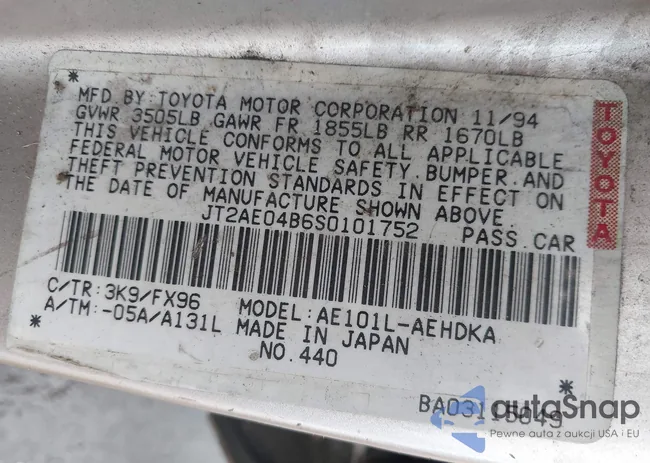 *
MFD BY:TOYOTA MOTOR CORPORATION 11/94
GVWR 3505LB GAWR FR 1855LB RR 1670LB
THIS VEHICLE CONFORMS TO ALL APPLICABLE
FEDERAL MOTOR VEHICLE SAFETY,BUMPER,AND
THEFT PREVENTION STANDARDS IN EFFECT ON
THE DATE OF MANUFACTURE SHOWN ABOVE.
JT2AE04B6S0101752 PASS.CAR
TOYOTA
C/TR:3K9/FX96 MODEL:AE101L-AEHDKA
A/TM:-05A/A131L MADE IN JAPAN
* NO.440 *
BA03115049
autoSnap
Pewne auta z aukcji USA i EU